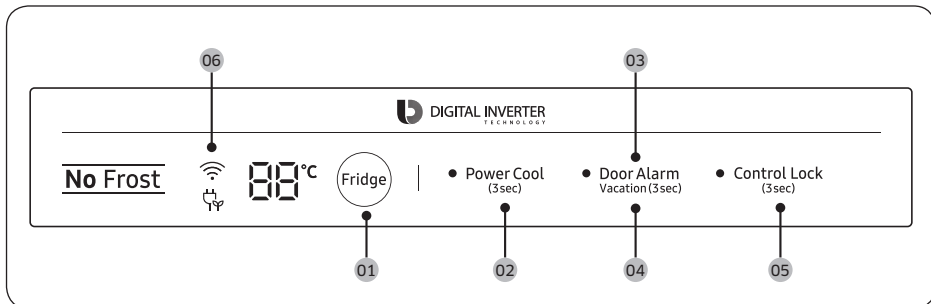 06
03
DIGITAL INVERTER
TECHNOLOGY
No Frost
88°C
Fridge
Power Cool
(3sec)
Door Alarm
Vacation (3sec)
Control Lock
(3sec)
01
02
04
05